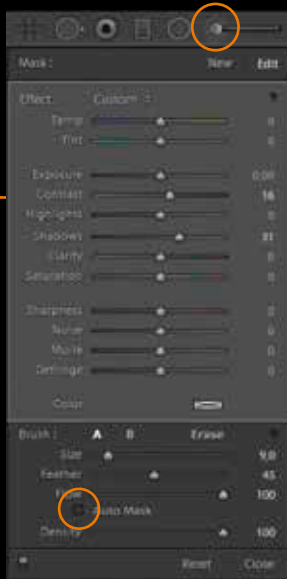 Mask : New Edit
Effect Custom
Temp 0
Tint 0
Exposure 0,00
Contrast 16
Highlights 0
Shadows 31
Clarity 0
Saturation 0
Sharpness 0
Noise 0
Moire 0
Defringe 0
Color
Brush : A B Erase
Size 9,0
Feather 45
Flow 100
Auto Mask
Density 100
Reset Close